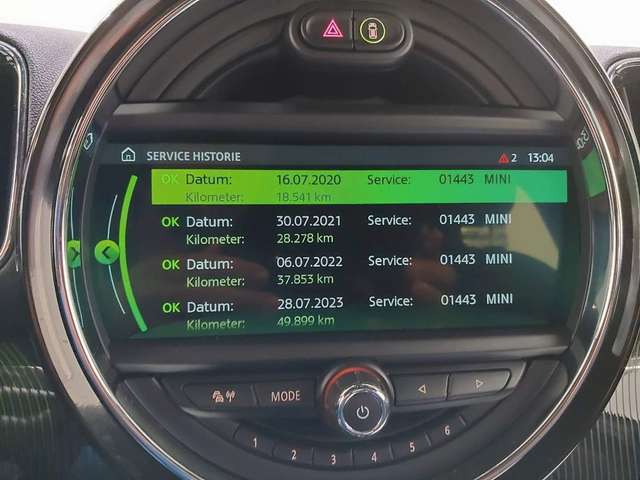 SERVICE HISTORIE 2 13:04
OK Datum: 16.07.2020 Service: 01443 MINI
Kilometer: 18.541 km
OK Datum: 30.07.2021 Service: 01443 MINI
Kilometer: 28.278 km
OK Datum: 06.07.2022 Service: 01443 MINI
Kilometer: 37.853 km
OK Datum: 28.07.2023 Service: 01443 MINI
Kilometer: 49.899 km
MODE
1 2 3 4 5 6